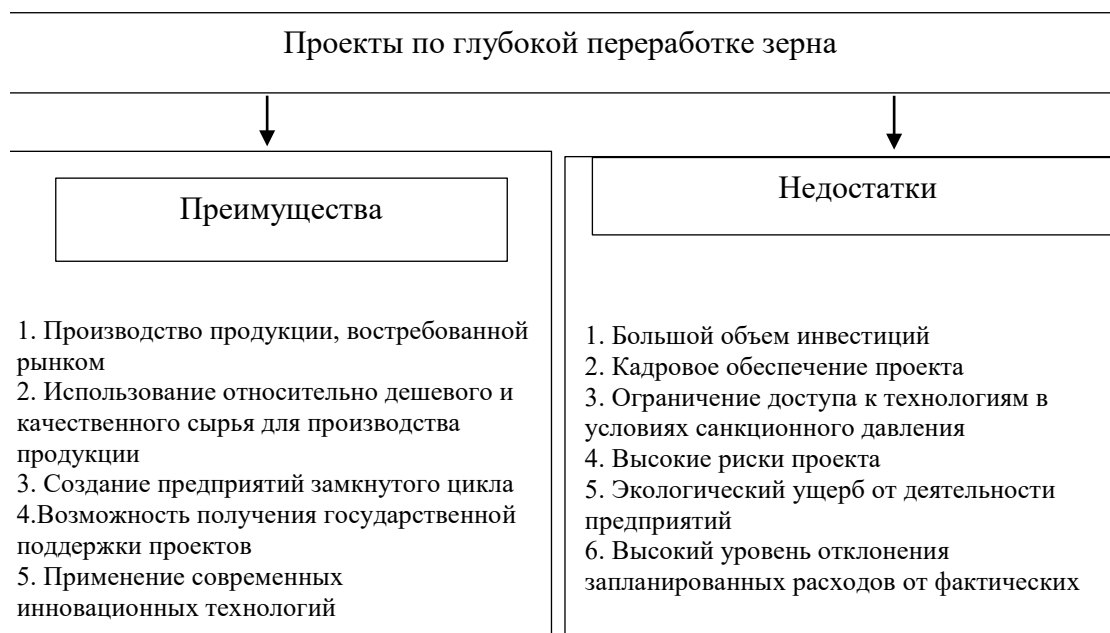 Проекты по глубокой переработке зерна
Преимущества
1. Производство продукции, востребованной
рынком
2. Использование относительно дешевого и
качественного сырья для производства
продукции
3. Создание предприятий замкнутого цикла
4.Возможность получения государственной
поддержки проектов
5. Применение современных
инновационных технологий
Недостатки
1. Большой объем инвестиций
2. Кадровое обеспечение проекта
3. Ограничение доступа к технологиям в
условиях санкционного давления
4. Высокие риски проекта
5. Экологический ущерб от деятельности
предприятий
6. Высокий уровень отклонения
запланированных расходов от фактических